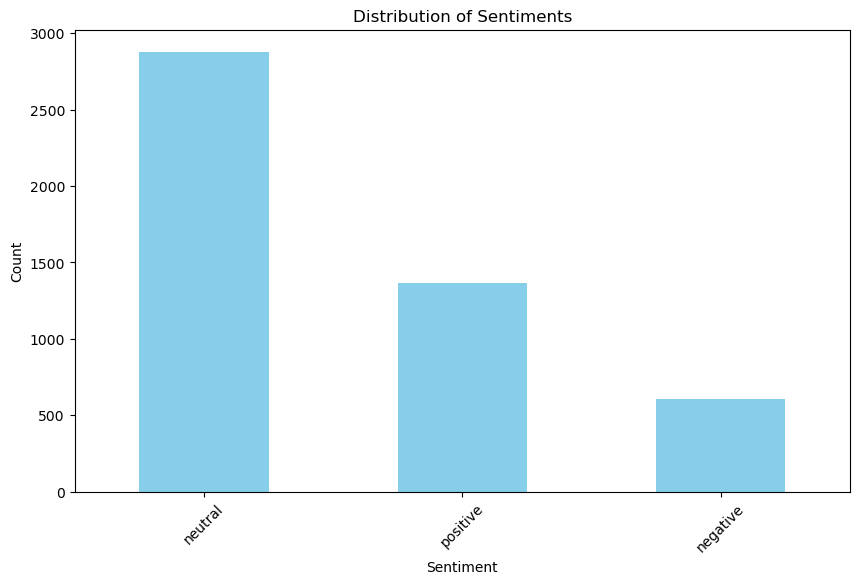 Distribution of Sentiments
3000
2500
2000
1500
1000
500
0
Count
neutral
positive
negative
Sentiment